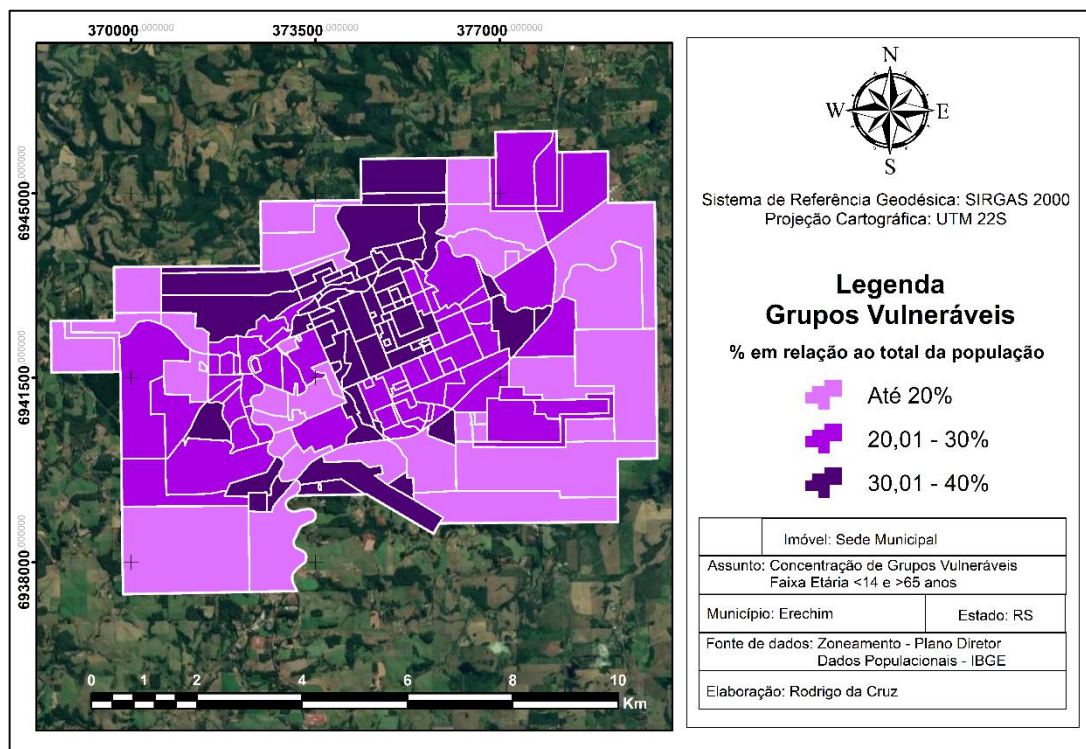 370000,000000
373500,000000
377000,000000
6945000,000000
6941500,000000
6938000,000000
0 1 2 4 6 8 10
Km
N
W E
S
Sistema de Referência Geodésica: SIRGAS 2000
Projeção Cartográfica: UTM 22S
Legenda
Grupos Vulneráveis
% em relação ao total da população
Até 20%
20,01 - 30%
30,01 - 40%
Imóvel: Sede Municipal
Assunto: Concentração de Grupos Vulneráveis
Faixa Etária <14 e >65 anos
Município: Erechim
Estado: RS
Fonte de dados: Zoneamento - Plano Diretor
Dados Populacionais - IBGE
Elaboração: Rodrigo da Cruz